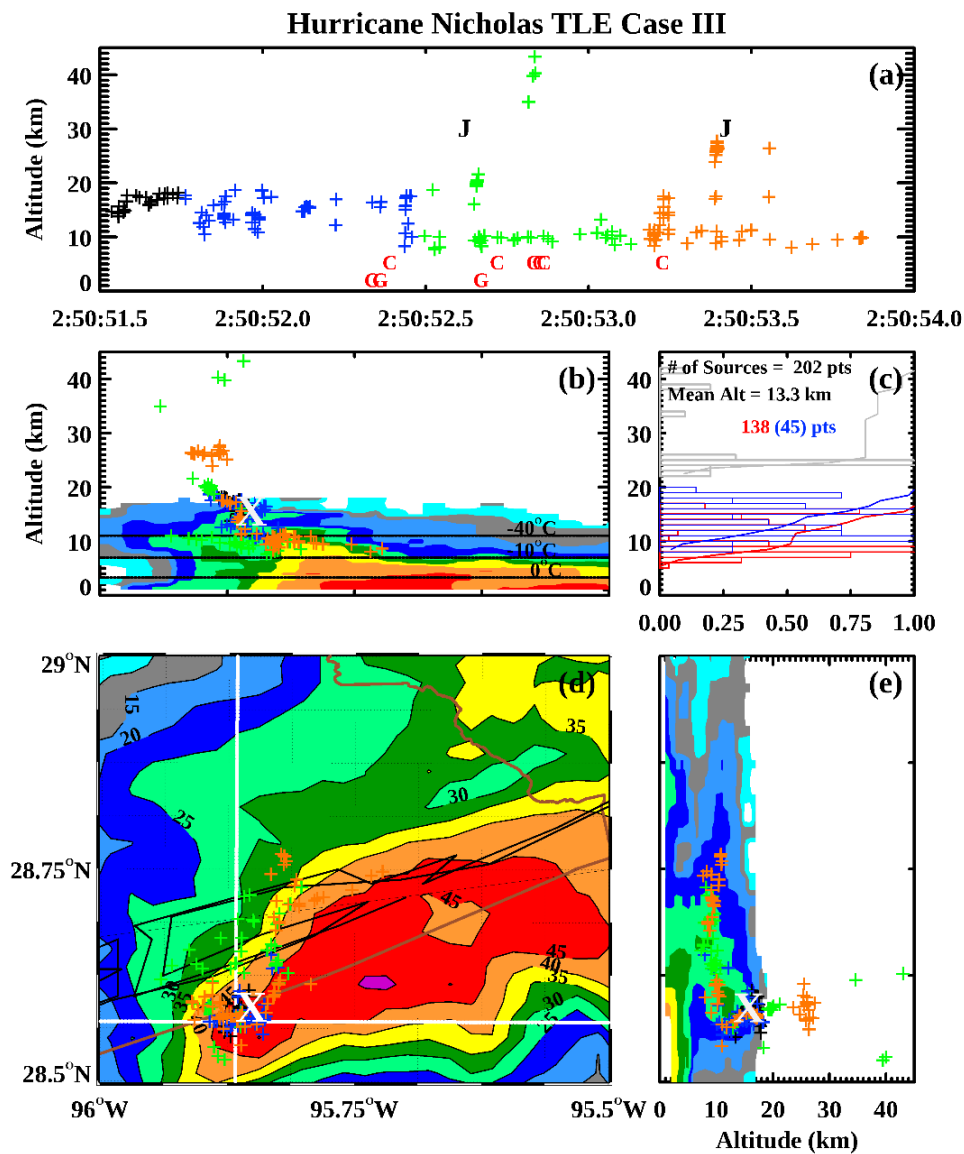 Hurricane Nicholas TLE Case III
(a)
Altitude (km)
40
30
20
10
0
J J
C C C C C
G G G
2:50:51.5 2:50:52.0 2:50:52.5 2:50:53.0 2:50:53.5 2:50:54.0
(b)
Altitude (km)
40
30
20
10
0
X
-40°C
-10°C
0°C
(c)
# of Sources = 202 pts
Mean Alt = 13.3 km
138 (45) pts
40
30
20
10
0
0.00 0.25 0.50 0.75 1.00
(d)
29°N
28.75°N
28.5°N
15
20
25
30
35
45
45
40
35
30
25
30
35
45
X
96°W 95.75°W 95.5°W
(e)
X
0 10 20 30 40
Altitude (km)